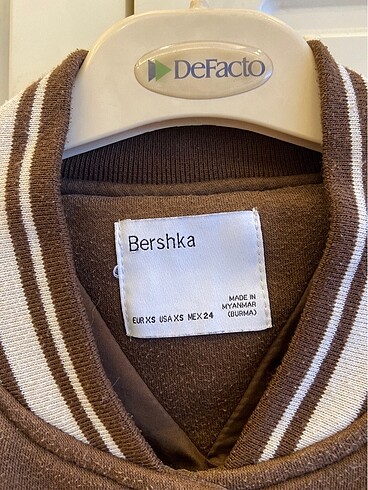 DeFacto
Bershka
MADE IN
MYANMAR
(BURMA)
EUR XS USA XS MEX 24